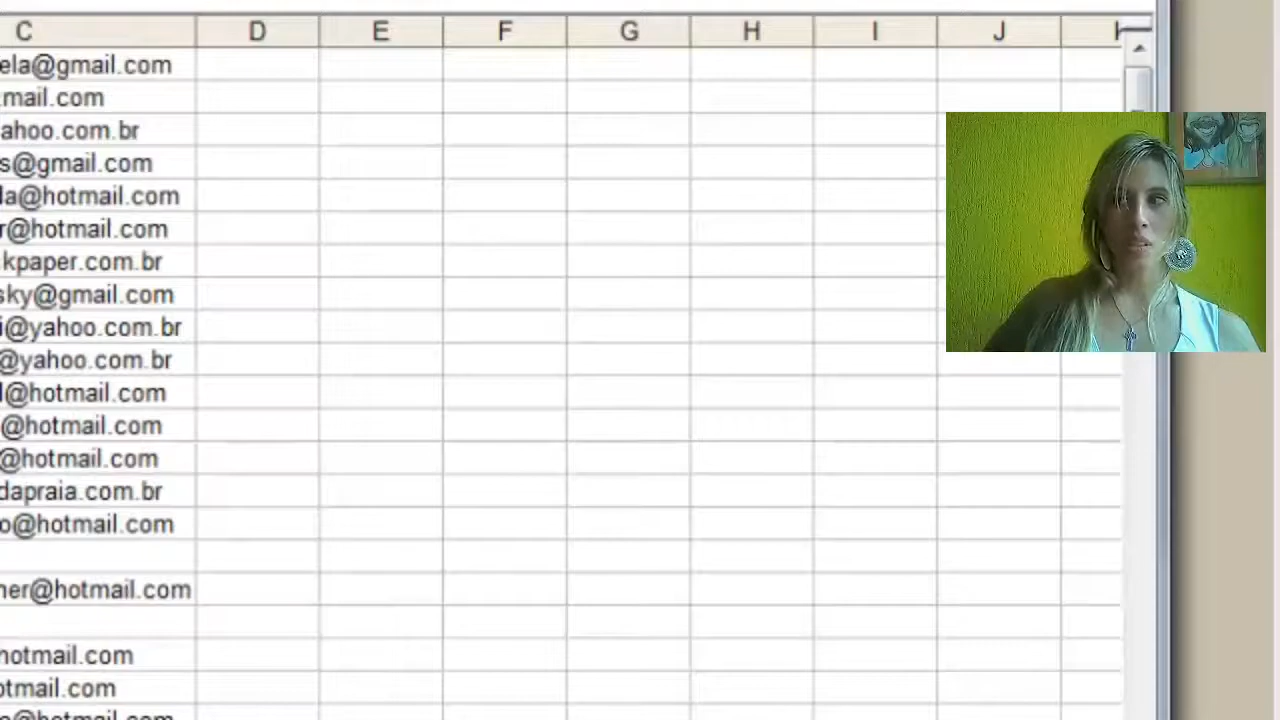 C D E F G H I J
ela@gmail.com
.mail.com
ahoo.com.br
s@gmail.com
la@hotmail.com
r@hotmail.com
kpaper.com.br
sky@gmail.com
i@yahoo.com.br
@yahoo.com.br
l@hotmail.com
@hotmail.com
@hotmail.com
dapraia.com.br
o@hotmail.com
ner@hotmail.com
hotmail.com
otmail.com
o@hotmail.com